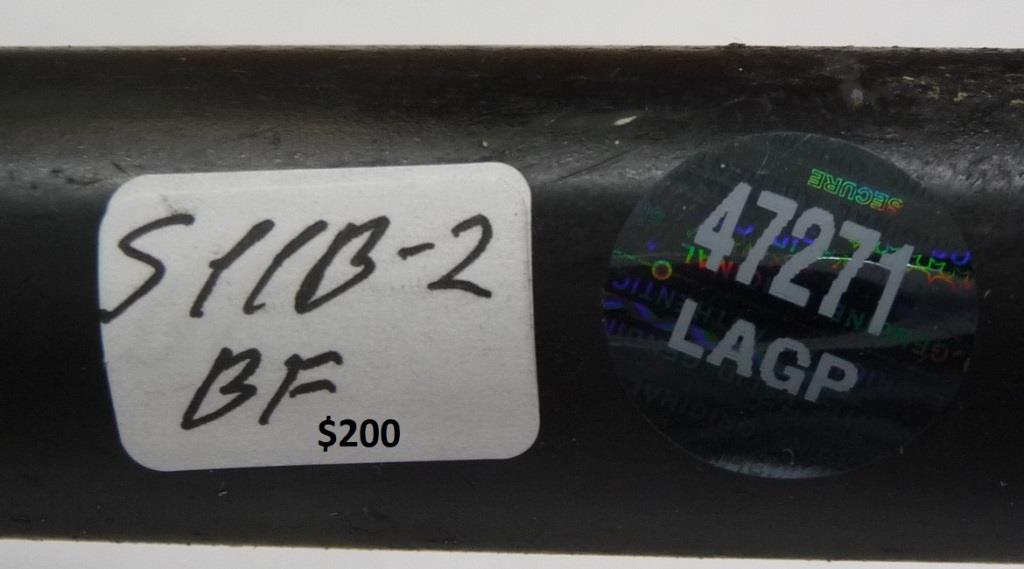 S11B-2
BF
$200
SECURE
47271
LAGP